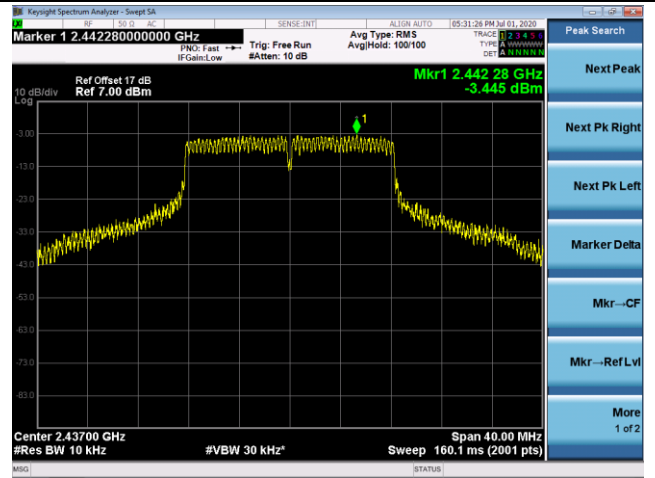 Keysight Spectrum Analyzer - Swept SA
RF 50 Ω AC SENSE:INT ALIGN AUTO 05:31:26 PM Jul 01, 2020
Marker 1 2.442280000000 GHz
PNO: Fast
IFGain:Low
Trig: Free Run
#Atten: 10 dB
Avg Type: RMS
Avg|Hold: 100/100
TRACE 1 2 3 4 5 6
TYPE A WWWWW
DET A N N N N N
Peak Search
Ref Offset 17 dB
Ref 7.00 dBm
10 dB/div
Log
Mkr1 2.442 28 GHz
-3.445 dBm
1
-3.00
-13.0
-23.0
-33.0
-43.0
-53.0
-63.0
-73.0
-83.0
Center 2.43700 GHz
#Res BW 10 kHz
#VBW 30 kHz*
Span 40.00 MHz
Sweep 160.1 ms (2001 pts)
Next Peak
Next Pk Right
Next Pk Left
Marker Delta
Mkr→CF
Mkr→Ref Lvl
More
1 of 2
MSG
STATUS